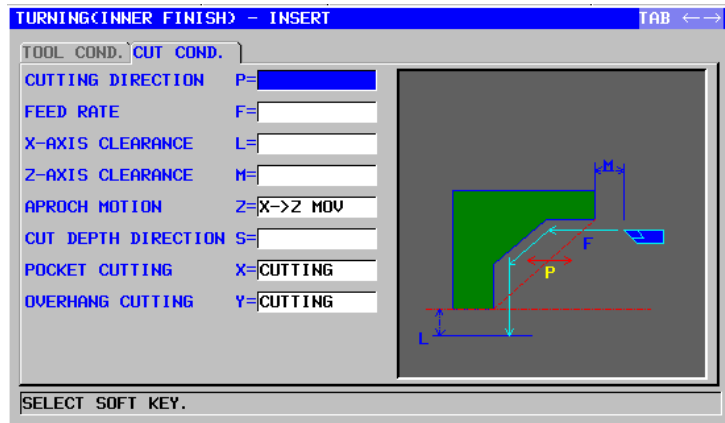 TURNING(INNER FINISH) - INSERT TAB ←→
TOOL COND. CUT COND.
CUTTING DIRECTION P=
FEED RATE F=
X-AXIS CLEARANCE L=
Z-AXIS CLEARANCE M=
APROCH MOTION Z=X->Z MOV
CUT DEPTH DIRECTION S=
POCKET CUTTING X=CUTTING
OVERHANG CUTTING Y=CUTTING
M
F
P
L
SELECT SOFT KEY.